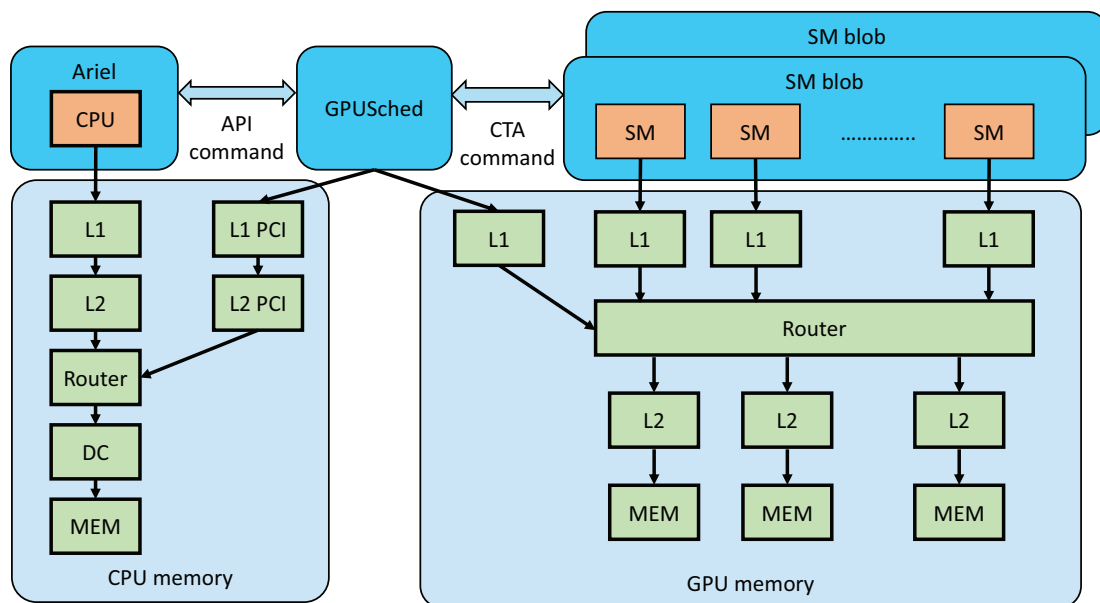 SM blob
Ariel
SM blob
CPU
API
command
GPUSched
CTA
command
SM
SM
…………..
SM
L1
L1 PCI
L1
L1
L1
L1
L2
L2 PCI
Router
Router
L2
L2
L2
DC
MEM
MEM
MEM
MEM
CPU memory
GPU memory